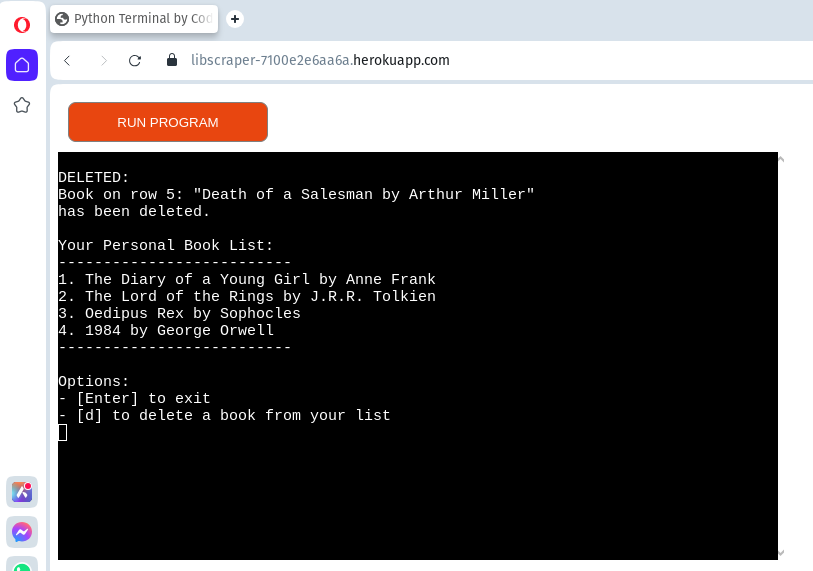 Python Terminal by Cod
libscraper-7100e2e6aa6a.herokuapp.com
RUN PROGRAM
DELETED:
Book on row 5: "Death of a Salesman by Arthur Miller"
has been deleted.
Your Personal Book List:
--------------------------
1. The Diary of a Young Girl by Anne Frank
2. The Lord of the Rings by J.R.R. Tolkien
3. Oedipus Rex by Sophocles
4. 1984 by George Orwell
--------------------------
Options:
- [Enter] to exit
- [d] to delete a book from your list